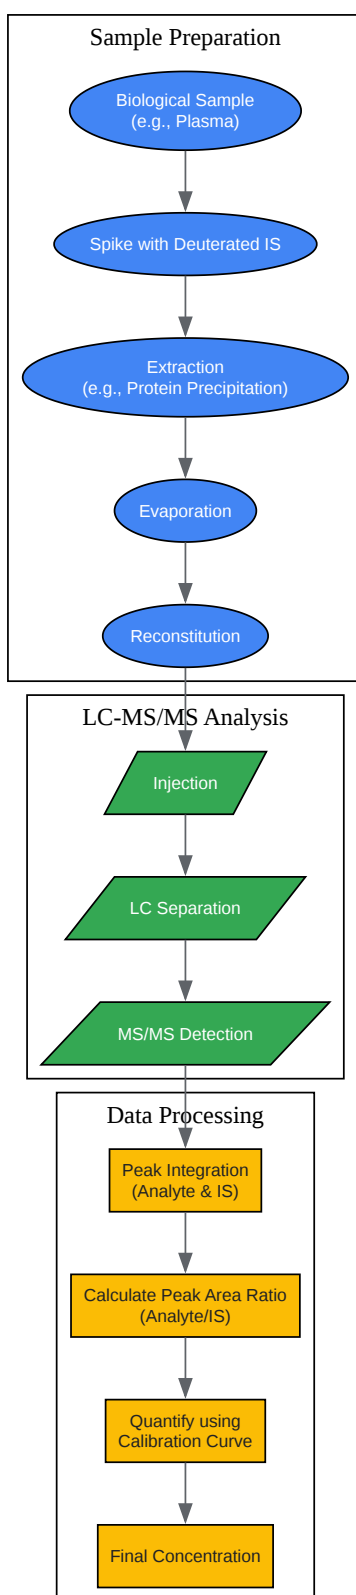 Sample Preparation
Biological Sample
(e.g., Plasma)
Spike with Deuterated IS
Extraction
(e.g., Protein Precipitation)
Evaporation
Reconstitution
LC-MS/MS Analysis
Injection
LC Separation
MS/MS Detection
Data Processing
Peak Integration
(Analyte & IS)
Calculate Peak Area Ratio
(Analyte/IS)
Quantify using
Calibration Curve
Final Concentration